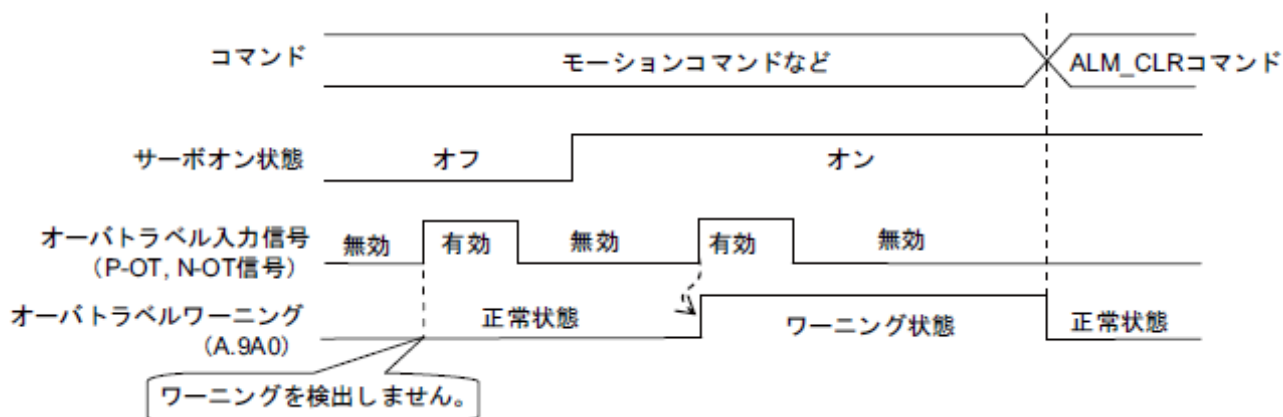 コマンド
モーションコマンドなど
ALM_CLRコマンド
サーボオン状態
オフ
オン
オーバトラベル入力信号
（P-OT, N-OT信号）
無効
有効
無効
有効
無効
オーバトラベルワーニング
（A.9A0）
正常状態
ワーニング状態
正常状態
ワーニングを検出しません。